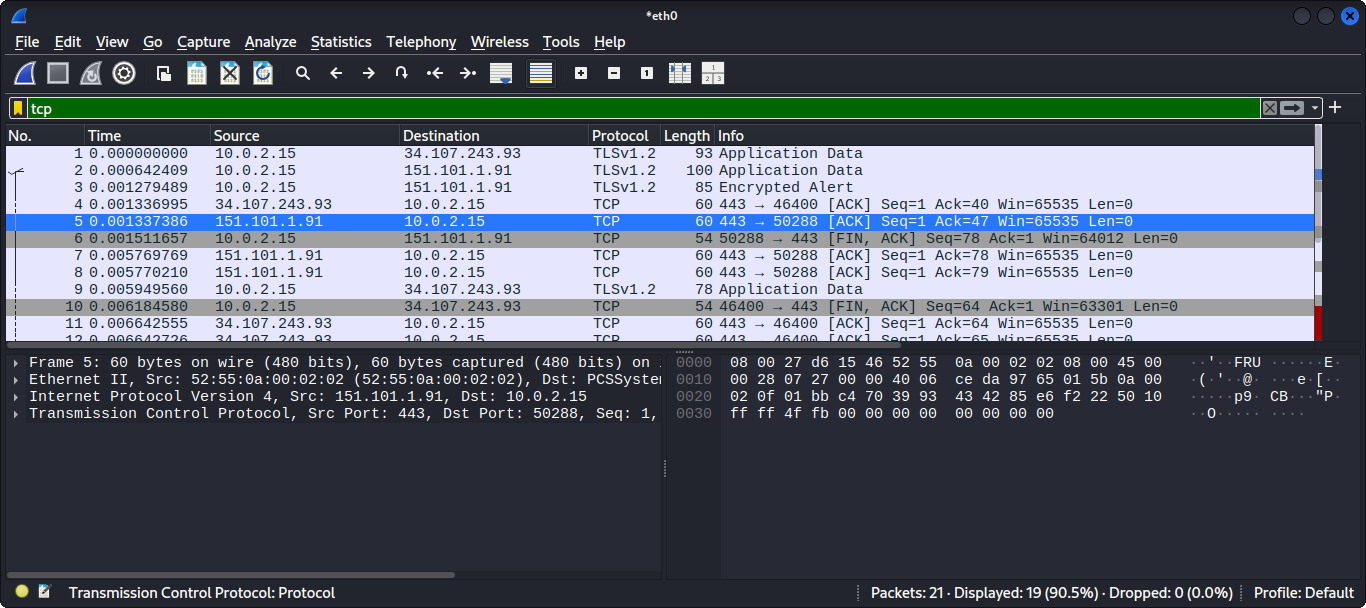 *eth0
File Edit View Go Capture Analyze Statistics Telephony Wireless Tools Help
tcp
No. Time Source Destination Protocol Length Info
1 0.000000000 10.0.2.15 34.107.243.93 TLSv1.2 93 Application Data
2 0.000642409 10.0.2.15 151.101.1.91 TLSv1.2 100 Application Data
3 0.001279489 10.0.2.15 151.101.1.91 TLSv1.2 85 Encrypted Alert
4 0.001336995 34.107.243.93 10.0.2.15 TCP 60 443 → 46400 [ACK] Seq=1 Ack=40 Win=65535 Len=0
5 0.001337386 151.101.1.91 10.0.2.15 TCP 60 443 → 50288 [ACK] Seq=1 Ack=47 Win=65535 Len=0
6 0.001511657 10.0.2.15 151.101.1.91 TCP 54 50288 → 443 [FIN, ACK] Seq=78 Ack=1 Win=64012 Len=0
7 0.005769769 151.101.1.91 10.0.2.15 TCP 60 443 → 50288 [ACK] Seq=1 Ack=78 Win=65535 Len=0
8 0.005770210 151.101.1.91 10.0.2.15 TCP 60 443 → 50288 [ACK] Seq=1 Ack=79 Win=65535 Len=0
9 0.005949560 10.0.2.15 34.107.243.93 TLSv1.2 78 Application Data
10 0.006184580 10.0.2.15 34.107.243.93 TCP 54 46400 → 443 [FIN, ACK] Seq=64 Ack=1 Win=63301 Len=0
11 0.006642555 34.107.243.93 10.0.2.15 TCP 60 443 → 46400 [ACK] Seq=1 Ack=64 Win=65535 Len=0
12 0.006642726 34.107.243.93 10.0.2.15 TCP 60 443 → 46400 [ACK] Seq=1 Ack=65 Win=65535 Len=0
Frame 5: 60 bytes on wire (480 bits), 60 bytes captured (480 bits) on
Ethernet II, Src: 52:55:0a:00:02:02 (52:55:0a:00:02:02), Dst: PCSSyster
Internet Protocol Version 4, Src: 151.101.1.91, Dst: 10.0.2.15
Transmission Control Protocol, Src Port: 443, Dst Port: 50288, Seq: 1,
0000 08 00 27 d6 15 46 52 55 0a 00 02 02 08 00 45 00 ··'··FRU ······E·
0010 00 28 07 27 00 00 40 06 ce da 97 65 01 5b 0a 00 ·(·'··@· ···e·[··
0020 02 0f 01 bb c4 70 39 93 43 42 85 e6 f2 22 50 10 ·····p9· CB···"P·
0030 ff ff 4f fb 00 00 00 00 00 00 00 00 ··O····· ····
Transmission Control Protocol: Protocol
Packets: 21 · Displayed: 19 (90.5%) · Dropped: 0 (0.0%)
Profile: Default